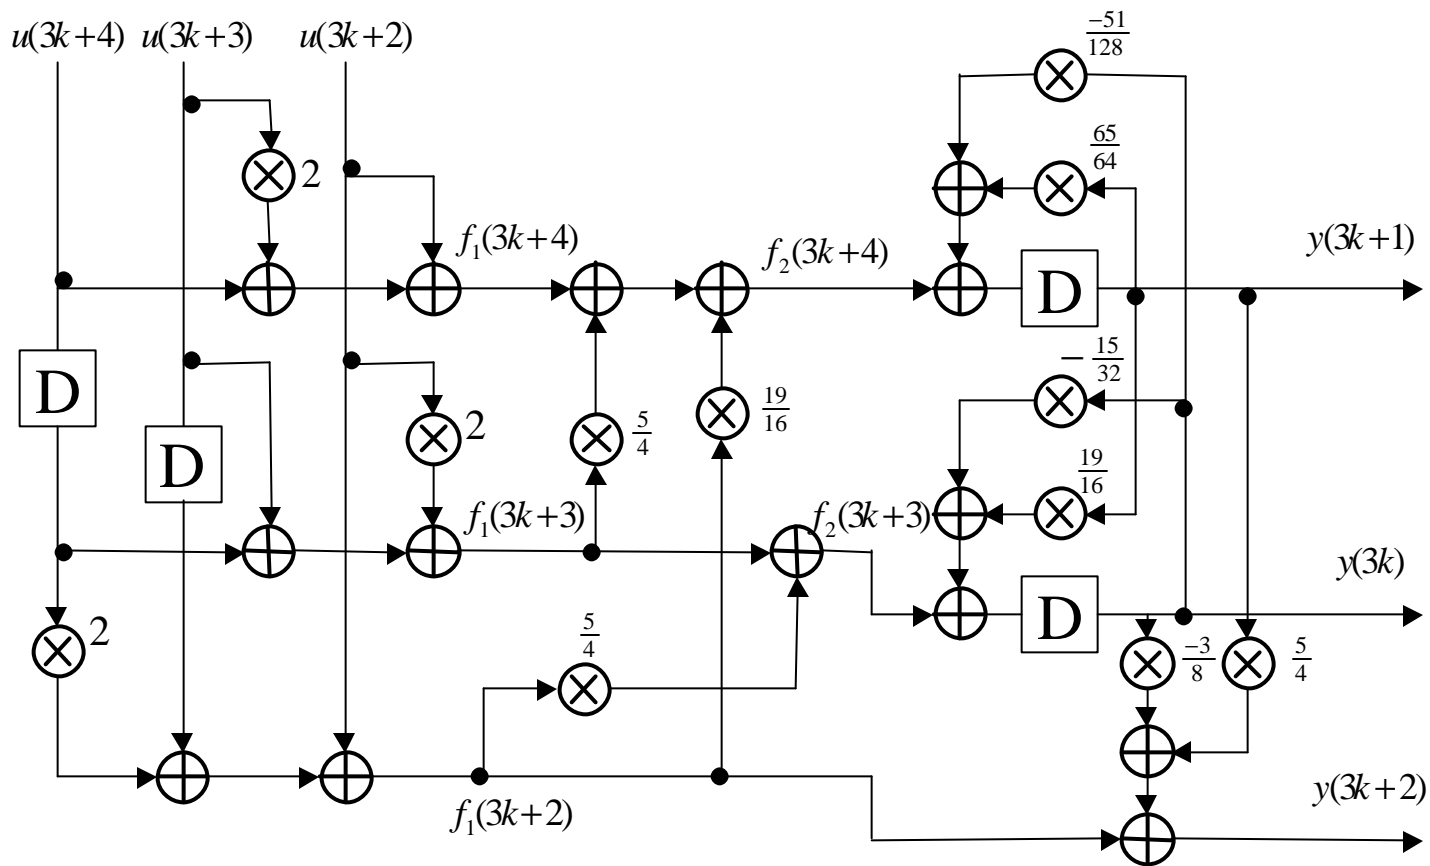 u(3k+4) u(3k+3) u(3k+2)
-51/128
65/64
2
f₁(3k+4)
f₂(3k+4)
y(3k+1)
D
D
− 15/32
2
5/4
19/16
D
19/16
f₁(3k+3)
f₂(3k+3)
y(3k)
D
2
5/4
-3/8
5/4
f₁(3k+2)
y(3k+2)